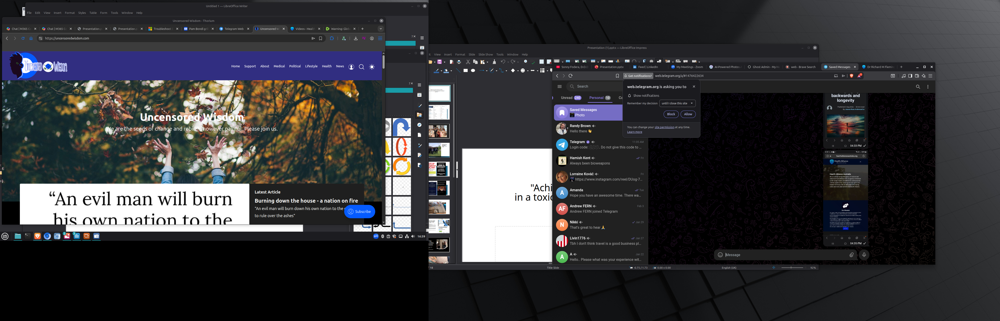 Untitled 1 — LibreOffice Writer
File Edit View Insert Format Styles Table Form Tools Window Help
Uncensored Wisdom - Thorium
Chat | M365 Co
Chat | M365 Co
Presentation.p
Presentation.p
Troubleshoot
Pam Bondi gri
Telegram Web
Uncensored W
Videos - Healt
Warning: Glob
https://uncensoredwisdom.com
Uncensored Wisdom
Home Support About Medical Political Lifestyle Health News
Uncensored Wisdom
We are the seeds of change and rebirth, however painful. Please join us.
“An evil man will burn
his own nation to the
Latest Article
Burning down the house - a nation on fire
"An evil man will burn down his own nation to the
to rule over the ashes"
Subscribe
zm
16:39
Presentation (1).pptx — LibreOffice Impress
it View Insert Format Slide Slide Show Tools Window Help
"Achi
in a toxic
/ 18
Title Slide
-0.75 / 1.73
0.00 x 0.00
English (UK)
92%
Sonny Fodera, D.O.D
Presentation.pptx
Feed | LinkedIn
My Meetings - Zoom
AI-Powered Photos
Ghost Admin - My He
web - Brave Search
Saved Messages
Dr Richard M Flemin
Get notifications?
web.telegram.org/a/#1476422634
web.telegram.org is asking you to
Show notifications
Remember my decision
until I close this site
Block
Allow
You can change your site permission at any time.
Learn more
Search
Unread 240
Personal 10
Co
Saved Messages
Photo
Randy Brown
Hello there 👋
Telegram
11:05 AM
Login code:
. Do not give this code to ...
Hamish Kent
Fri
Always been bioweapons
Lorraine Kovàč
Fri
https://www.instagram.com/reel/DUog-7...
Amanda
Tue
Hope you have an awesome time. There wa...
AF
Andrew FERN
Feb 3
Andrew FERN joined Telegram
N
Nikki
Jan 29
That's great to hear 🙏
Livin1776
Jan 27
Tbh I don't think travel is a good business pl...
A
A
Jan 22
Hello.. Please what was your experience wit...
backwards and
longevity
04:33 PM
healthallianceaustralia.org
Health Alliance
Australia
Health Alliance Australia
Our Mission
04:35 PM
Message